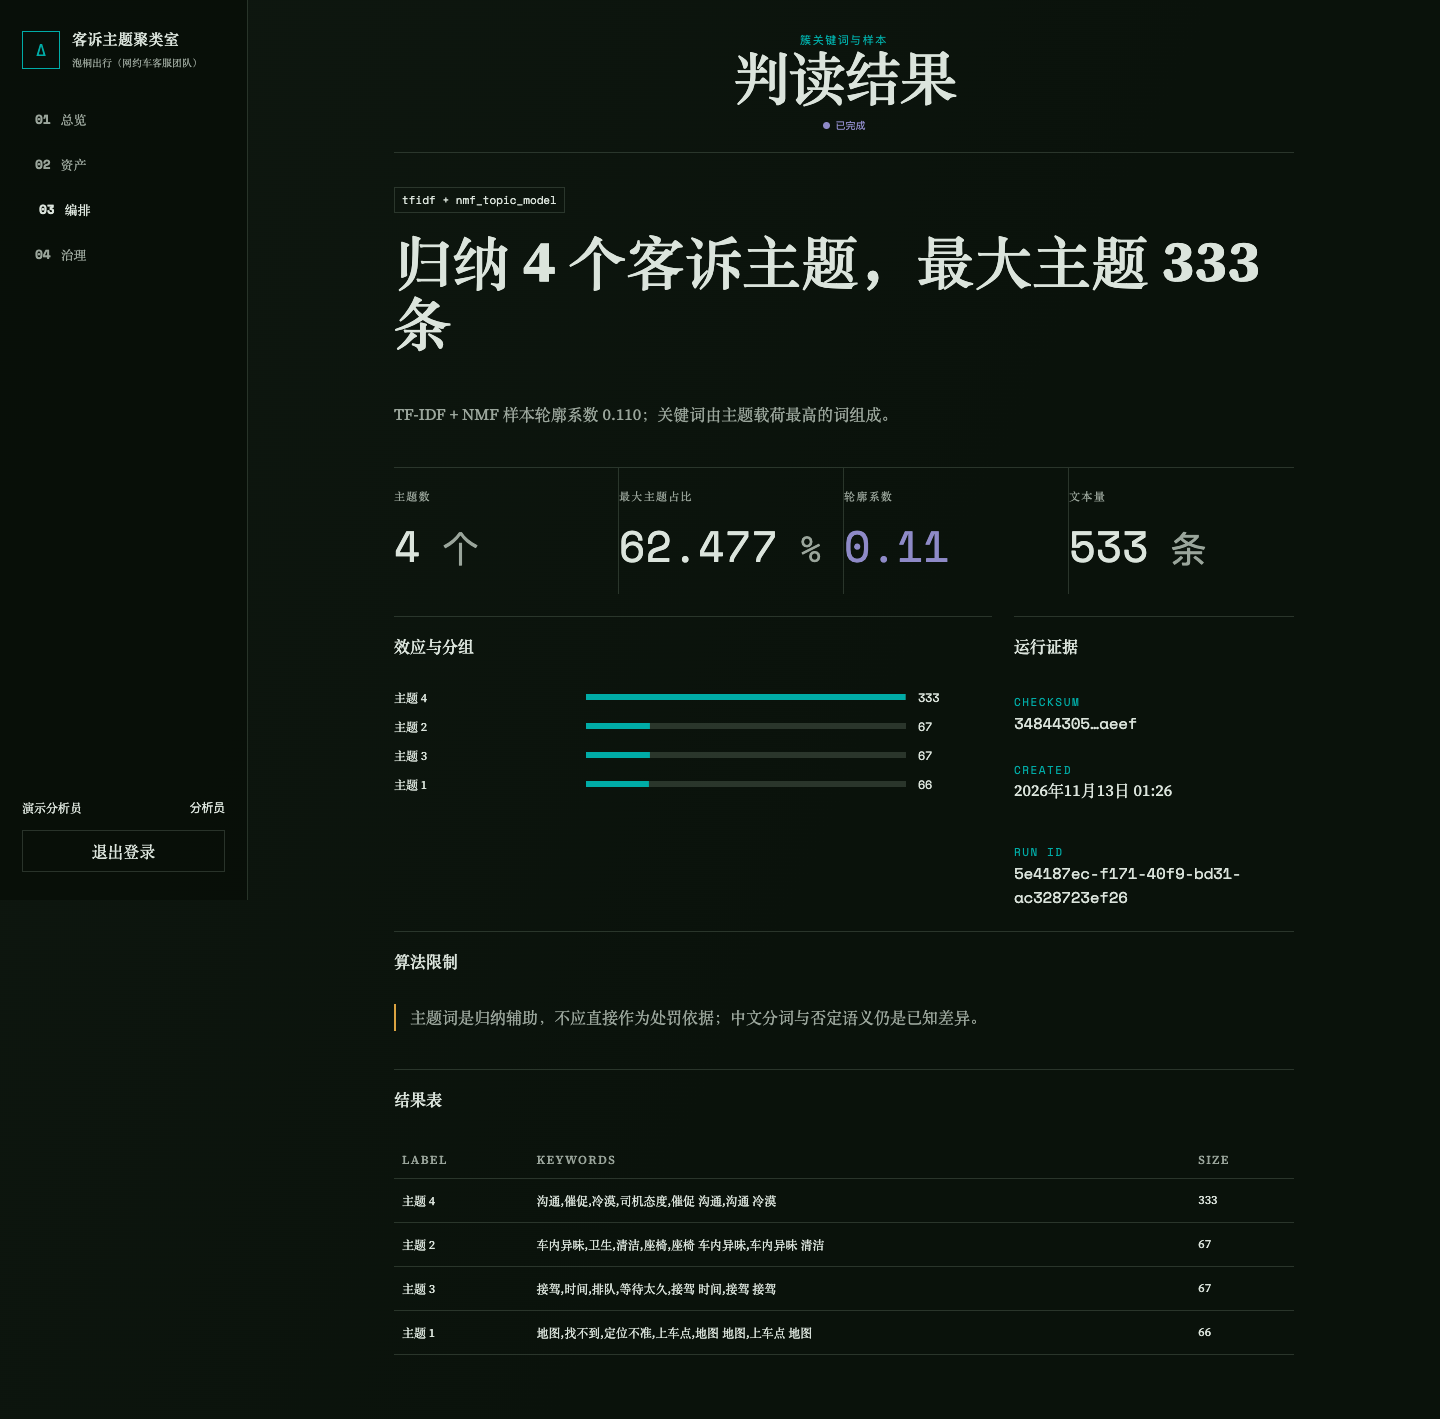 Δ
客诉主题聚类室
泡桐出行（网约车客服团队）
01 总览
02 资产
03 编排
04 治理
演示分析员 分析员
退出登录
簇关键词与样本
判读结果
已完成
tfidf + nmf_topic_model
归纳 4 个客诉主题，最大主题 333
条
TF-IDF + NMF 样本轮廓系数 0.110；关键词由主题载荷最高的词组成。
主题数
4 个
最大主题占比
62.477 %
轮廓系数
0.11
文本量
533 条
效应与分组
主题 4 333
主题 2 67
主题 3 67
主题 1 66
运行证据
CHECKSUM
34844305…aeef
CREATED
2026年11月13日 01:26
RUN ID
5e4187ec-f171-40f9-bd31-
ac328723ef26
算法限制
主题词是归纳辅助，不应直接作为处罚依据；中文分词与否定语义仍是已知差异。
结果表
LABEL KEYWORDS SIZE
主题 4 沟通,催促,冷漠,司机态度,催促 沟通,沟通 冷漠 333
主题 2 车内异味,卫生,清洁,座椅,座椅 车内异味,车内异味 清洁 67
主题 3 接驾,时间,排队,等待太久,接驾 时间,接驾 接驾 67
主题 1 地图,找不到,定位不准,上车点,地图 地图,上车点 地图 66